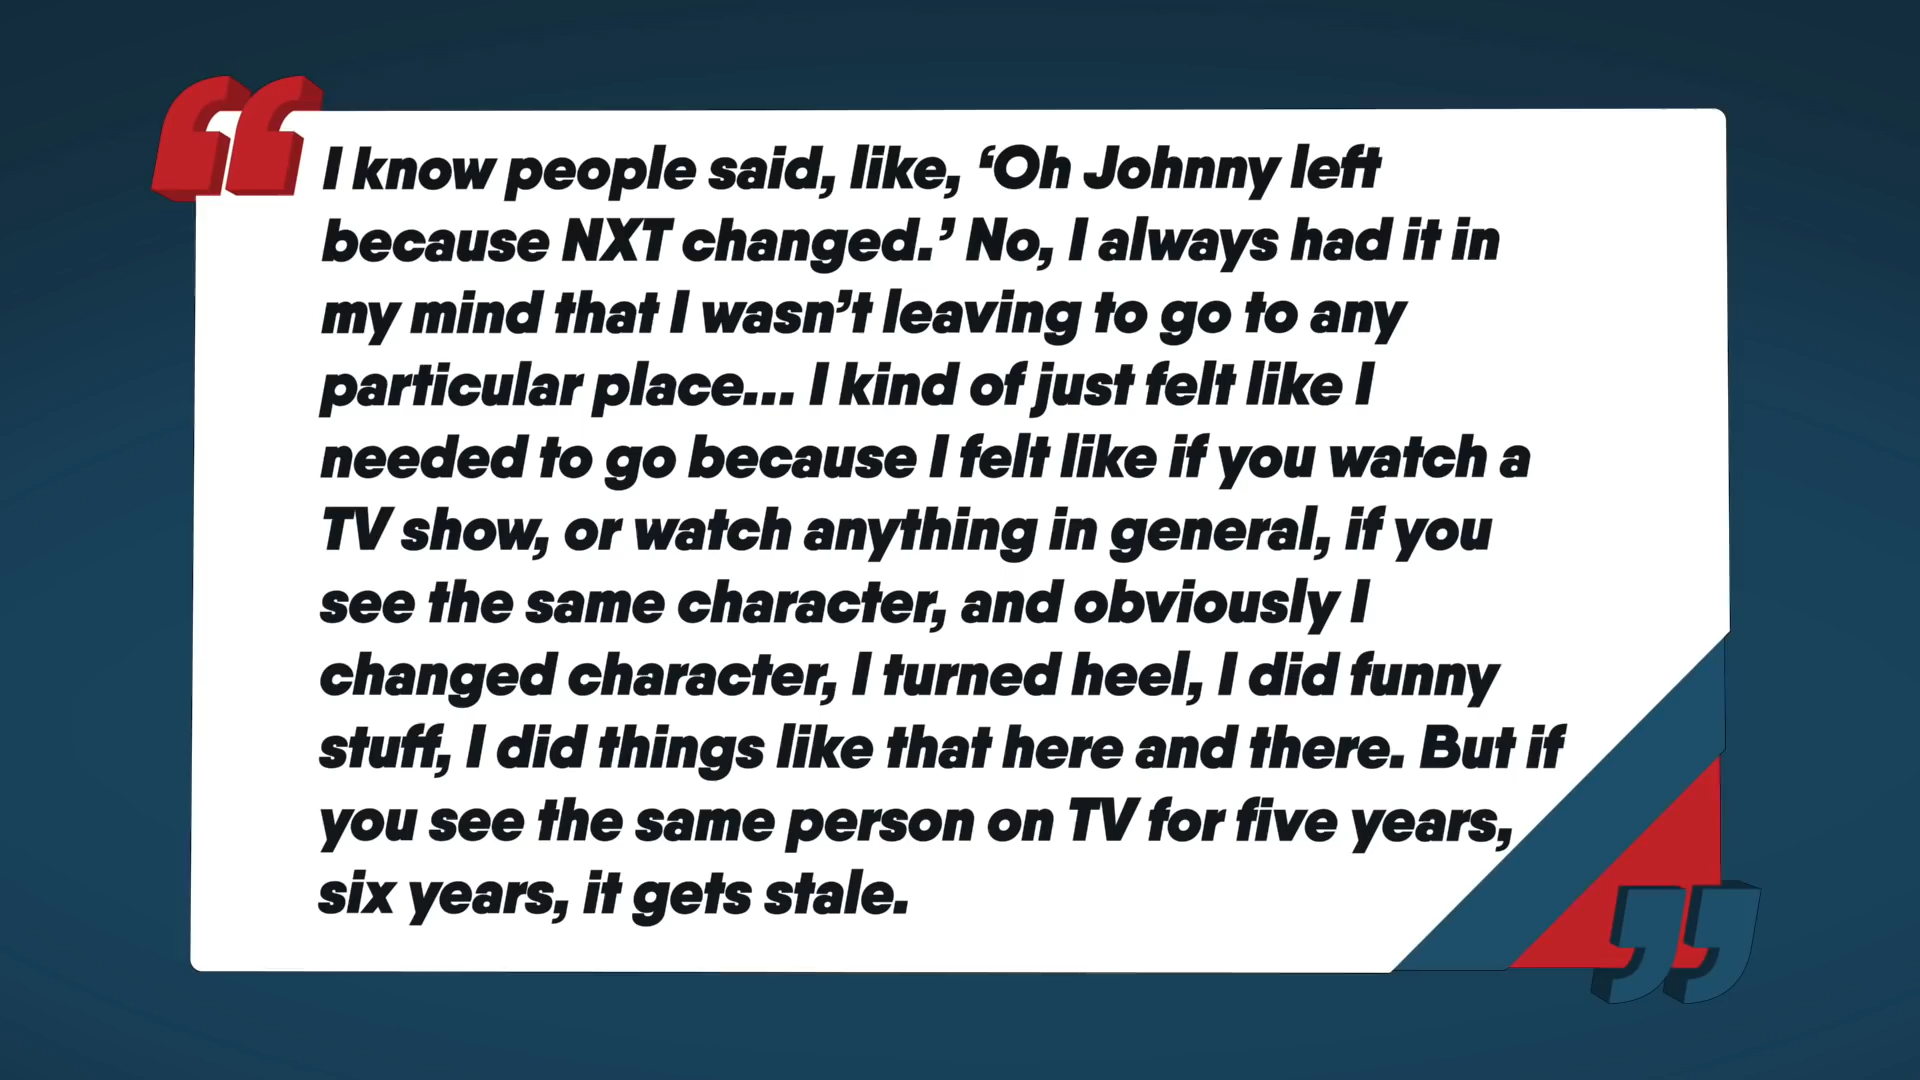 I know people said, like, ‘Oh Johnny left
because NXT changed.’ No, I always had it in
my mind that I wasn’t leaving to go to any
particular place... I kind of just felt like I
needed to go because I felt like if you watch a
TV show, or watch anything in general, if you
see the same character, and obviously I
changed character, I turned heel, I did funny
stuff, I did things like that here and there. But if
you see the same person on TV for five years,
six years, it gets stale.